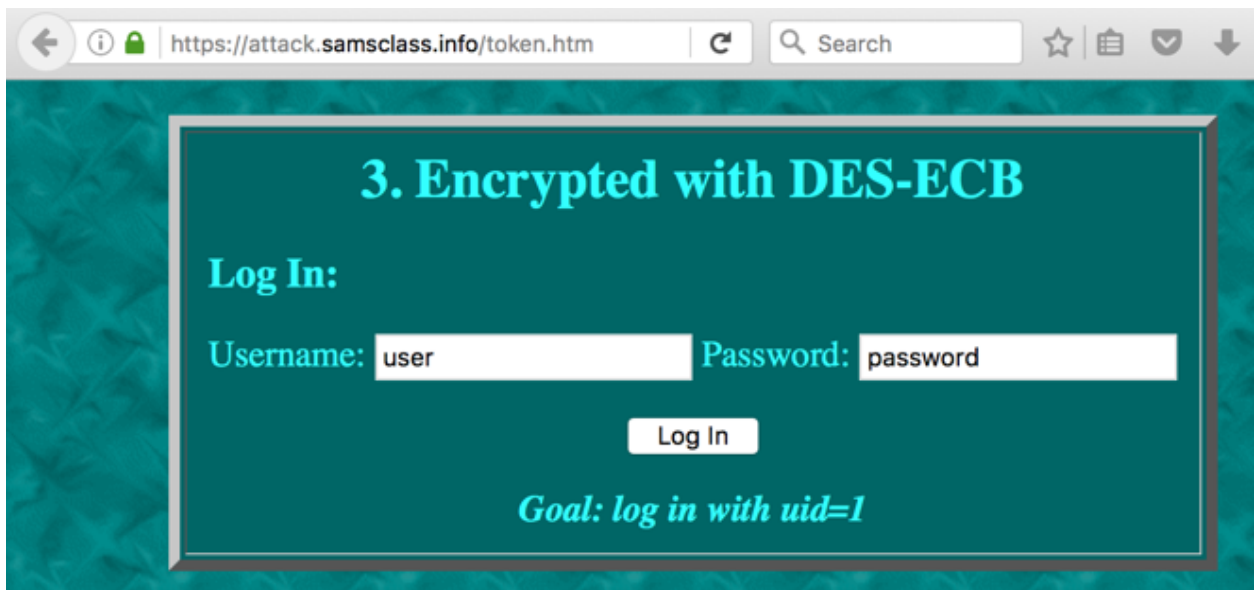 https://attack.samsclass.info/token.htm Search
3. Encrypted with DES-ECB
Log In:
Username: user Password: password
Log In
Goal: log in with uid=1